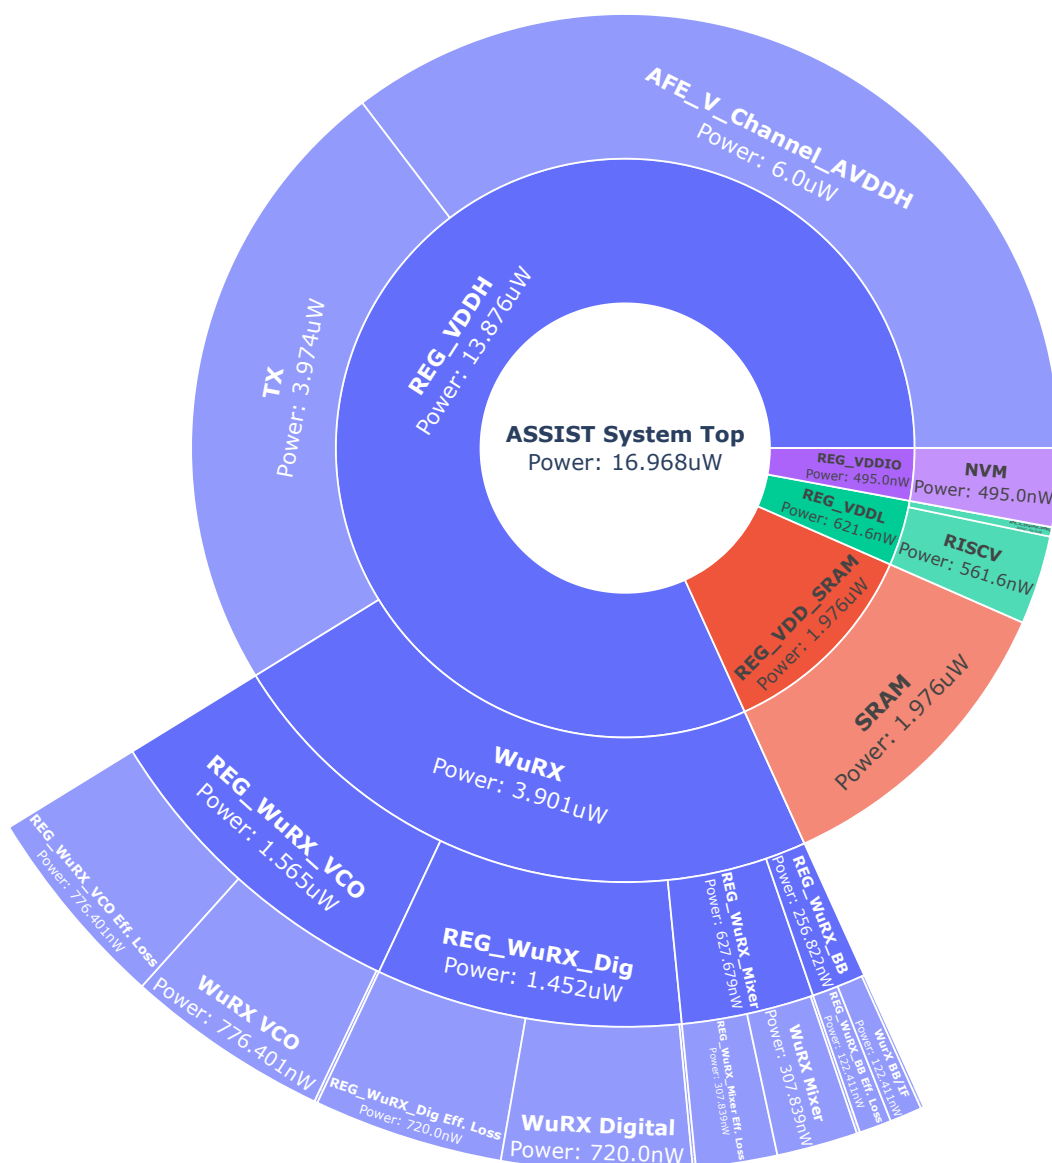 AFE_V_Channel_AVDDH
Power: 6.0uW
REG_VDDH
Power: 13.876uW
TX
Power: 3.974uW
ASSIST System Top
Power: 16.968uW
REG_VDDIO
Power: 495.0nW
NVM
Power: 495.0nW
REG_VDDL
Power: 621.6nW
RISCV
Power: 561.6nW
REG_VDD_SRAM
Power: 1.976uW
SRAM
Power: 1.976uW
WuRX
Power: 3.901uW
REG_WuRX_VCO
Power: 1.565uW
REG_WuRX_Dig
Power: 1.452uW
REG_WuRX_Mixer
Power: 627.679nW
REG_WuRX_BB
Power: 256.822nW
REG_WuRX_VCO Eff. Loss
Power: 776.401nW
WuRX VCO
Power: 776.401nW
REG_WuRX_Dig Eff. Loss
Power: 720.0nW
WuRX Digital
Power: 720.0nW
REG_WuRX_Mixer Eff. Loss
Power: 307.839nW
WuRX Mixer
Power: 307.839nW
REG_WuRX_BB Eff. Loss
Power: 122.411nW
WurX BB/IF
Power: 122.411nW